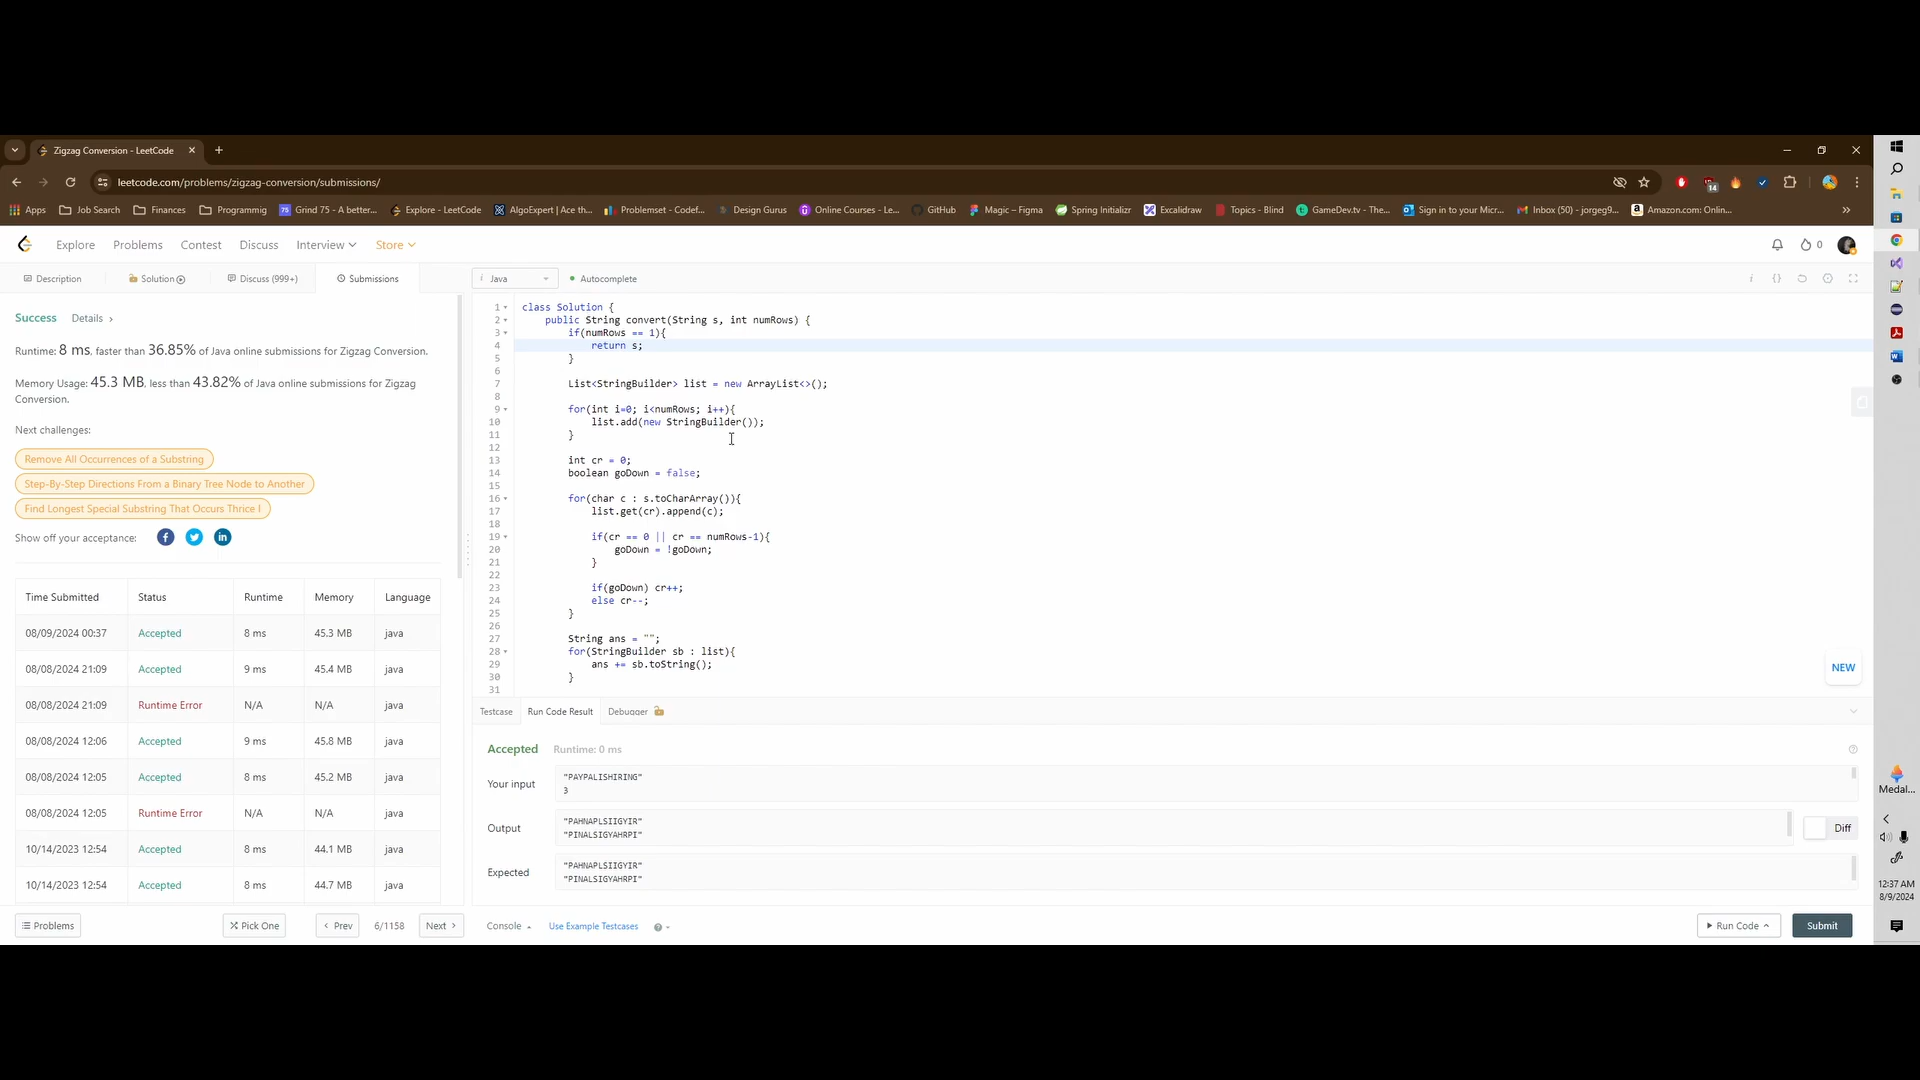 Zigzag Conversion - LeetCode
leetcode.com/problems/zigzag-conversion/submissions/
14
Apps Job Search Finances Programmig Grind 75 - A better... Explore - LeetCode AlgoExpert | Ace th... Problemset - Codef... Design Gurus Online Courses - Le... GitHub Magic – Figma Spring Initializr Excalidraw Topics - Blind GameDev.tv - The... Sign in to your Micr... Inbox (50) - jorgeg9... Amazon.com: Onlin...
Explore Problems Contest Discuss Interview Store 0
Description Solution Discuss (999+) Submissions
Java Autocomplete
Success Details
Runtime: 8 ms, faster than 36.85% of Java online submissions for Zigzag Conversion.
Memory Usage: 45.3 MB, less than 43.82% of Java online submissions for Zigzag
Conversion.
Next challenges:
Remove All Occurrences of a Substring
Step-By-Step Directions From a Binary Tree Node to Another
Find Longest Special Substring That Occurs Thrice I
Show off your acceptance:
Time Submitted Status Runtime Memory Language
08/09/2024 00:37 Accepted 8 ms 45.3 MB java
08/08/2024 21:09 Accepted 9 ms 45.4 MB java
08/08/2024 21:09 Runtime Error N/A N/A java
08/08/2024 12:06 Accepted 9 ms 45.8 MB java
08/08/2024 12:05 Accepted 8 ms 45.2 MB java
08/08/2024 12:05 Runtime Error N/A N/A java
10/14/2023 12:54 Accepted 8 ms 44.1 MB java
10/14/2023 12:54 Accepted 8 ms 44.7 MB java
1 class Solution {
2 public String convert(String s, int numRows) {
3 if(numRows == 1){
4 return s;
5 }
6
7 List<StringBuilder> list = new ArrayList<>();
8
9 for(int i=0; i<numRows; i++){
10 list.add(new StringBuilder());
11 }
12
13 int cr = 0;
14 boolean goDown = false;
15
16 for(char c : s.toCharArray()){
17 list.get(cr).append(c);
18
19 if(cr == 0 || cr == numRows-1){
20 goDown = !goDown;
21 }
22
23 if(goDown) cr++;
24 else cr--;
25 }
26
27 String ans = "";
28 for(StringBuilder sb : list){
29 ans += sb.toString();
30 }
31
NEW
Testcase Run Code Result Debugger
Accepted Runtime: 0 ms
Your input
"PAYPALISHIRING"
3
Output
"PAHNAPLSIIGYIR"
"PINALSIGYAHRPI"
Diff
Expected
"PAHNAPLSIIGYIR"
"PINALSIGYAHRPI"
Problems Pick One Prev 6/1158 Next Console Use Example Testcases Run Code Submit
Medal...
12:37 AM
8/9/2024